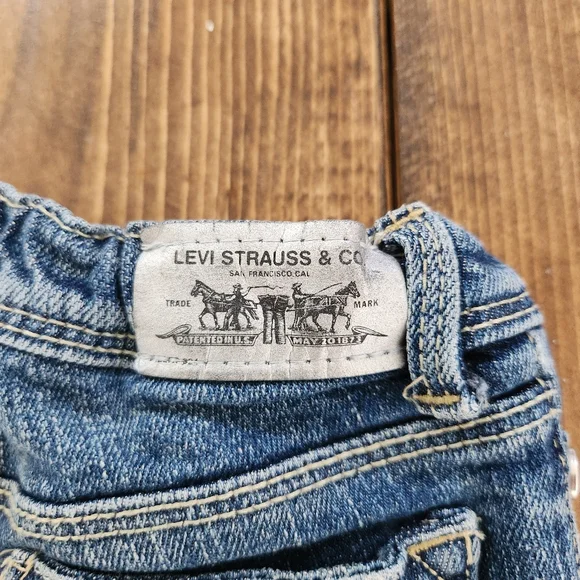 LEVI STRAUSS & CO
SAN FRANCISCO. CAL
TRADE MARK
PATENTED IN U.S. MAY 20 1873